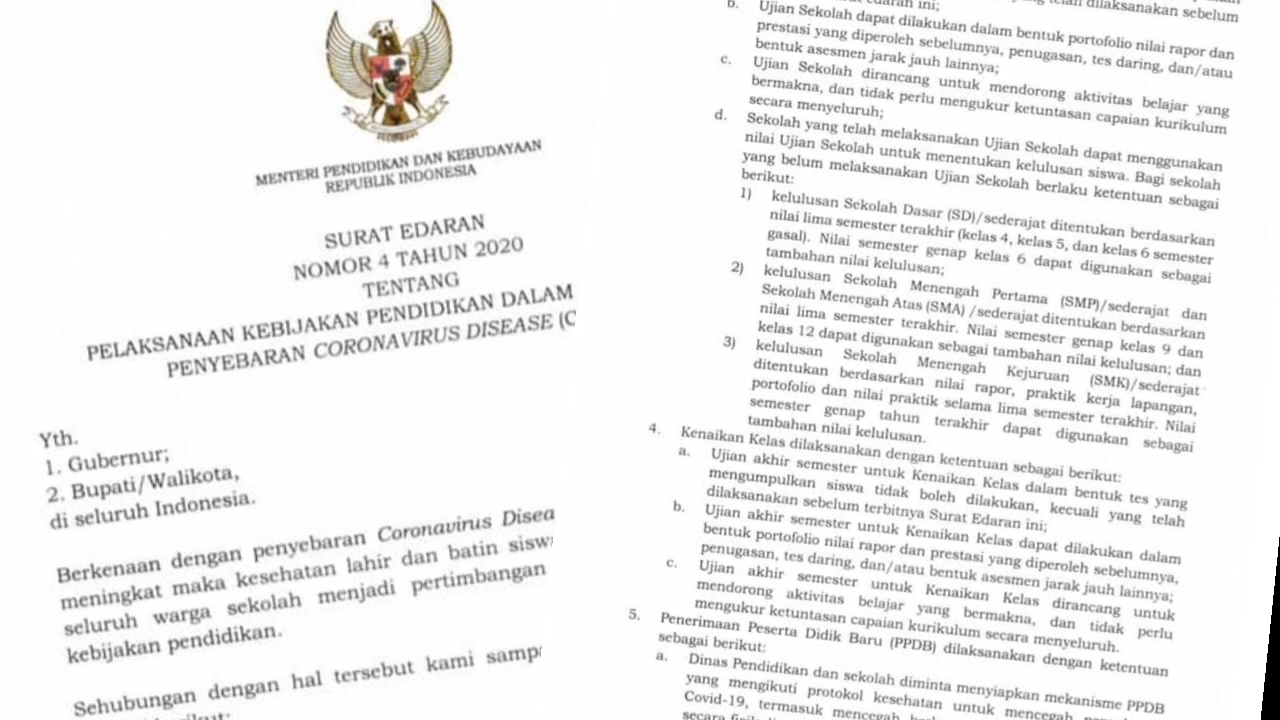 MENTERI PENDIDIKAN DAN KEBUDAYAAN
REPUBLIK INDONESIA
SURAT EDARAN
NOMOR 4 TAHUN 2020
TENTANG
PELAKSANAAN KEBIJAKAN PENDIDIKAN DALAM
PENYEBARAN CORONAVIRUS DISEASE (C
Yth.
1. Gubernur;
2. Bupati/Walikota,
di seluruh Indonesia.
Berkenaan dengan penyebaran Coronavirus Disea
meningkat maka kesehatan lahir dan batin sisw
seluruh warga sekolah menjadi pertimbangan
kebijakan pendidikan.
Sehubungan dengan hal tersebut kami samp
telah dilaksanakan sebelum
edaran ini;
b. Ujian Sekolah dapat dilakukan dalam bentuk portofolio nilai rapor dan
prestasi yang diperoleh sebelumnya, penugasan, tes daring, dan/atau
bentuk asesmen jarak jauh lainnya;
c. Ujian Sekolah dirancang untuk mendorong aktivitas belajar yang
bermakna, dan tidak perlu mengukur ketuntasan capaian kurikulum
secara menyeluruh;
d. Sekolah yang telah melaksanakan Ujian Sekolah dapat menggunakan
nilai Ujian Sekolah untuk menentukan kelulusan siswa. Bagi sekolah
yang belum melaksanakan Ujian Sekolah berlaku ketentuan sebagai
berikut:
1) kelulusan Sekolah Dasar (SD)/sederajat ditentukan berdasarkan
nilai lima semester terakhir (kelas 4, kelas 5, dan kelas 6 semester
gasal). Nilai semester genap kelas 6 dapat digunakan sebagai
tambahan nilai kelulusan;
2) kelulusan Sekolah Menengah Pertama (SMP)/sederajat dan
Sekolah Menengah Atas (SMA) /sederajat ditentukan berdasarkan
nilai lima semester terakhir. Nilai semester genap kelas 9 dan
kelas 12 dapat digunakan sebagai tambahan nilai kelulusan; dan
3) kelulusan Sekolah Menengah Kejuruan (SMK)/sederajat
ditentukan berdasarkan nilai rapor, praktik kerja lapangan,
portofolio dan nilai praktik selama lima semester terakhir. Nilai
semester genap tahun terakhir dapat digunakan sebagai
tambahan nilai kelulusan.
4. Kenaikan Kelas dilaksanakan dengan ketentuan sebagai berikut:
a. Ujian akhir semester untuk Kenaikan Kelas dalam bentuk tes yang
mengumpulkan siswa tidak boleh dilakukan, kecuali yang telah
dilaksanakan sebelum terbitnya Surat Edaran ini;
b. Ujian akhir semester untuk Kenaikan Kelas dapat dilakukan dalam
bentuk portofolio nilai rapor dan prestasi yang diperoleh sebelumnya,
penugasan, tes daring, dan/atau bentuk asesmen jarak jauh lainnya;
c. Ujian akhir semester untuk Kenaikan Kelas dirancang untuk
mendorong aktivitas belajar yang bermakna, dan tidak perlu
mengukur ketuntasan capaian kurikulum secara menyeluruh.
5. Penerimaan Peserta Didik Baru (PPDB) dilaksanakan dengan ketentuan
sebagai berikut:
a. Dinas Pendidikan dan sekolah diminta menyiapkan mekanisme PPDB
yang mengikuti protokol kesehatan untuk mencegah
Covid-19, termasuk mencegah